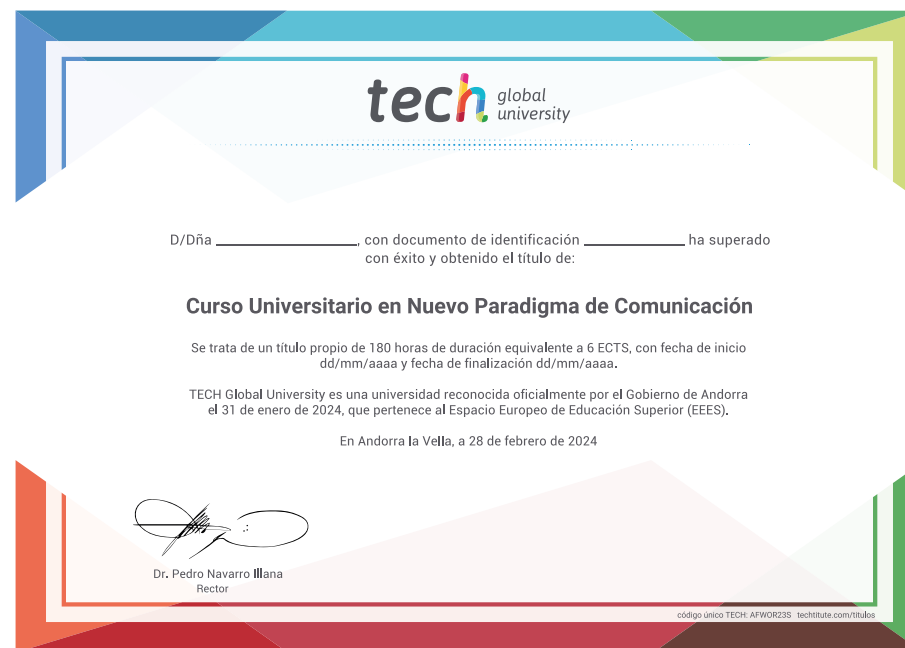 tech global university
D/Dña ________________, con documento de identificación ____________ ha superado
con éxito y obtenido el título de:
Curso Universitario en Nuevo Paradigma de Comunicación
Se trata de un título propio de 180 horas de duración equivalente a 6 ECTS, con fecha de inicio
dd/mm/aaaa y fecha de finalización dd/mm/aaaa.
TECH Global University es una universidad reconocida oficialmente por el Gobierno de Andorra
el 31 de enero de 2024, que pertenece al Espacio Europeo de Educación Superior (EEES).
En Andorra la Vella, a 28 de febrero de 2024
Dr. Pedro Navarro Illana
Rector
código único TECH: AFWOR23S techtitute.com/titulos